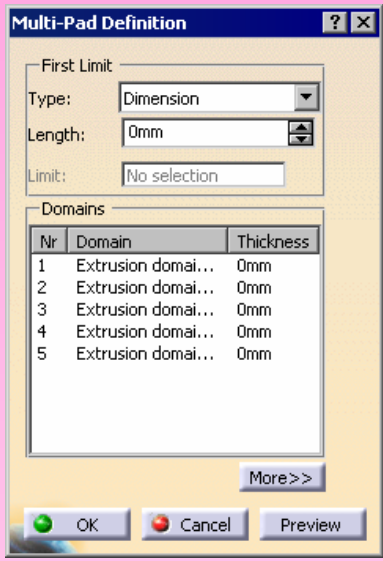 Multi-Pad Definition ? X
First Limit
Type: Dimension
Length: 0mm
Limit: No selection
Domains
Nr Domain Thickness
1 Extrusion domai... 0mm
2 Extrusion domai... 0mm
3 Extrusion domai... 0mm
4 Extrusion domai... 0mm
5 Extrusion domai... 0mm
More>>
OK Cancel Preview